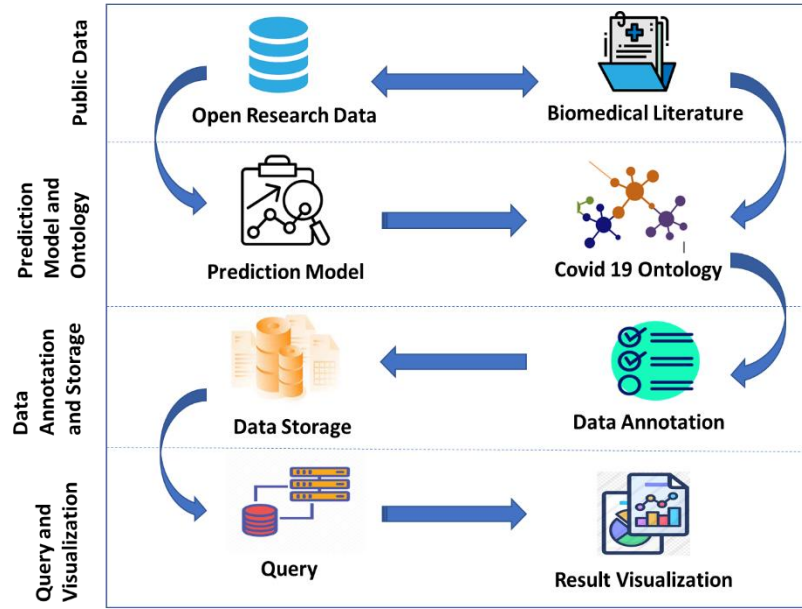 Public Data
Open Research Data
Biomedical Literature
Prediction
Model and
Ontology
Prediction Model
Covid 19 Ontology
Data
Annotation
and Storage
Data Storage
Data Annotation
Query and
Visualization
Query
Result Visualization